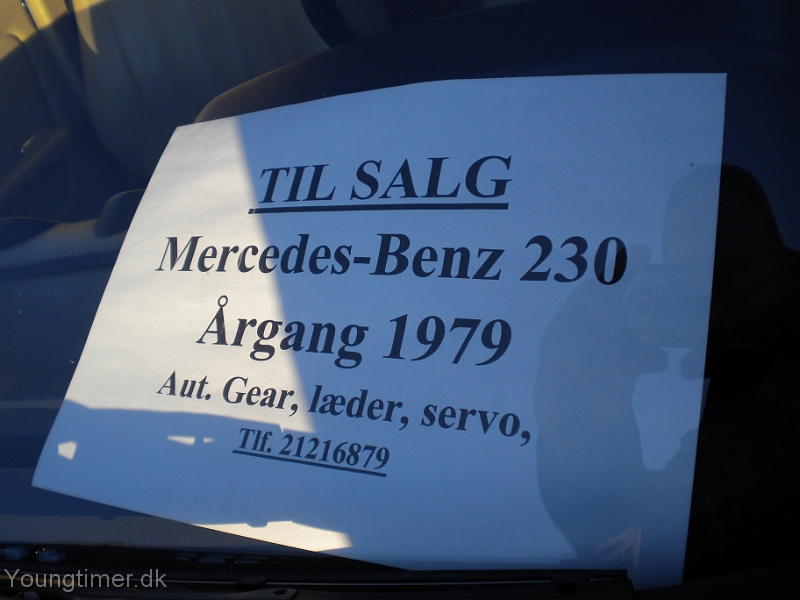 TIL SALG
Mercedes-Benz 230
Årgang 1979
Aut. Gear, læder, servo,
Tlf. 21216879
Youngtimer.dk